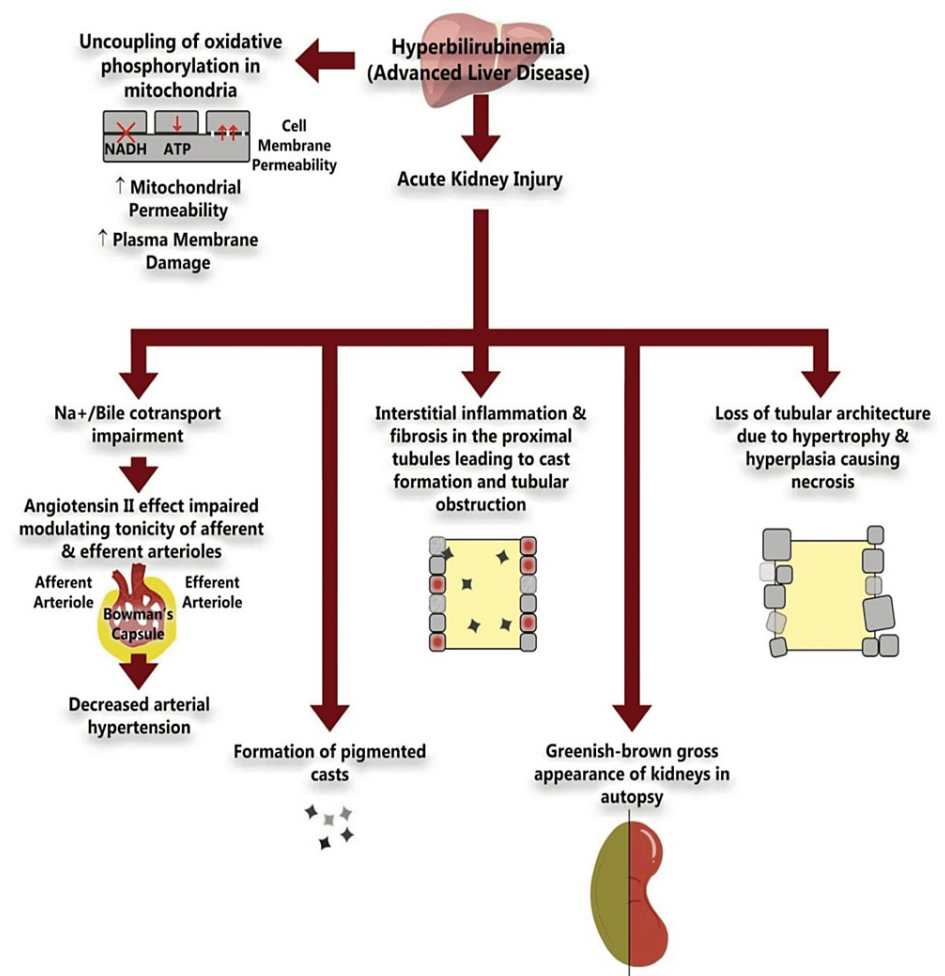 Uncoupling of oxidative
phosphorylation in
mitochondria
NADH ATP
Cell
Membrane
Permeability
↑ Mitochondrial
Permeability
↑ Plasma Membrane
Damage
Hyperbilirubinemia
(Advanced Liver Disease)
Acute Kidney Injury
Na+/Bile cotransport
impairment
Angiotensin II effect impaired
modulating tonicity of afferent
& efferent arterioles
Afferent
Arteriole
Efferent
Arteriole
Bowman's
Capsule
Decreased arterial
hypertension
Formation of pigmented
casts
Interstitial inflammation &
fibrosis in the proximal
tubules leading to cast
formation and tubular
obstruction
Greenish-brown gross
appearance of kidneys in
autopsy
Loss of tubular architecture
due to hypertrophy &
hyperplasia causing
necrosis